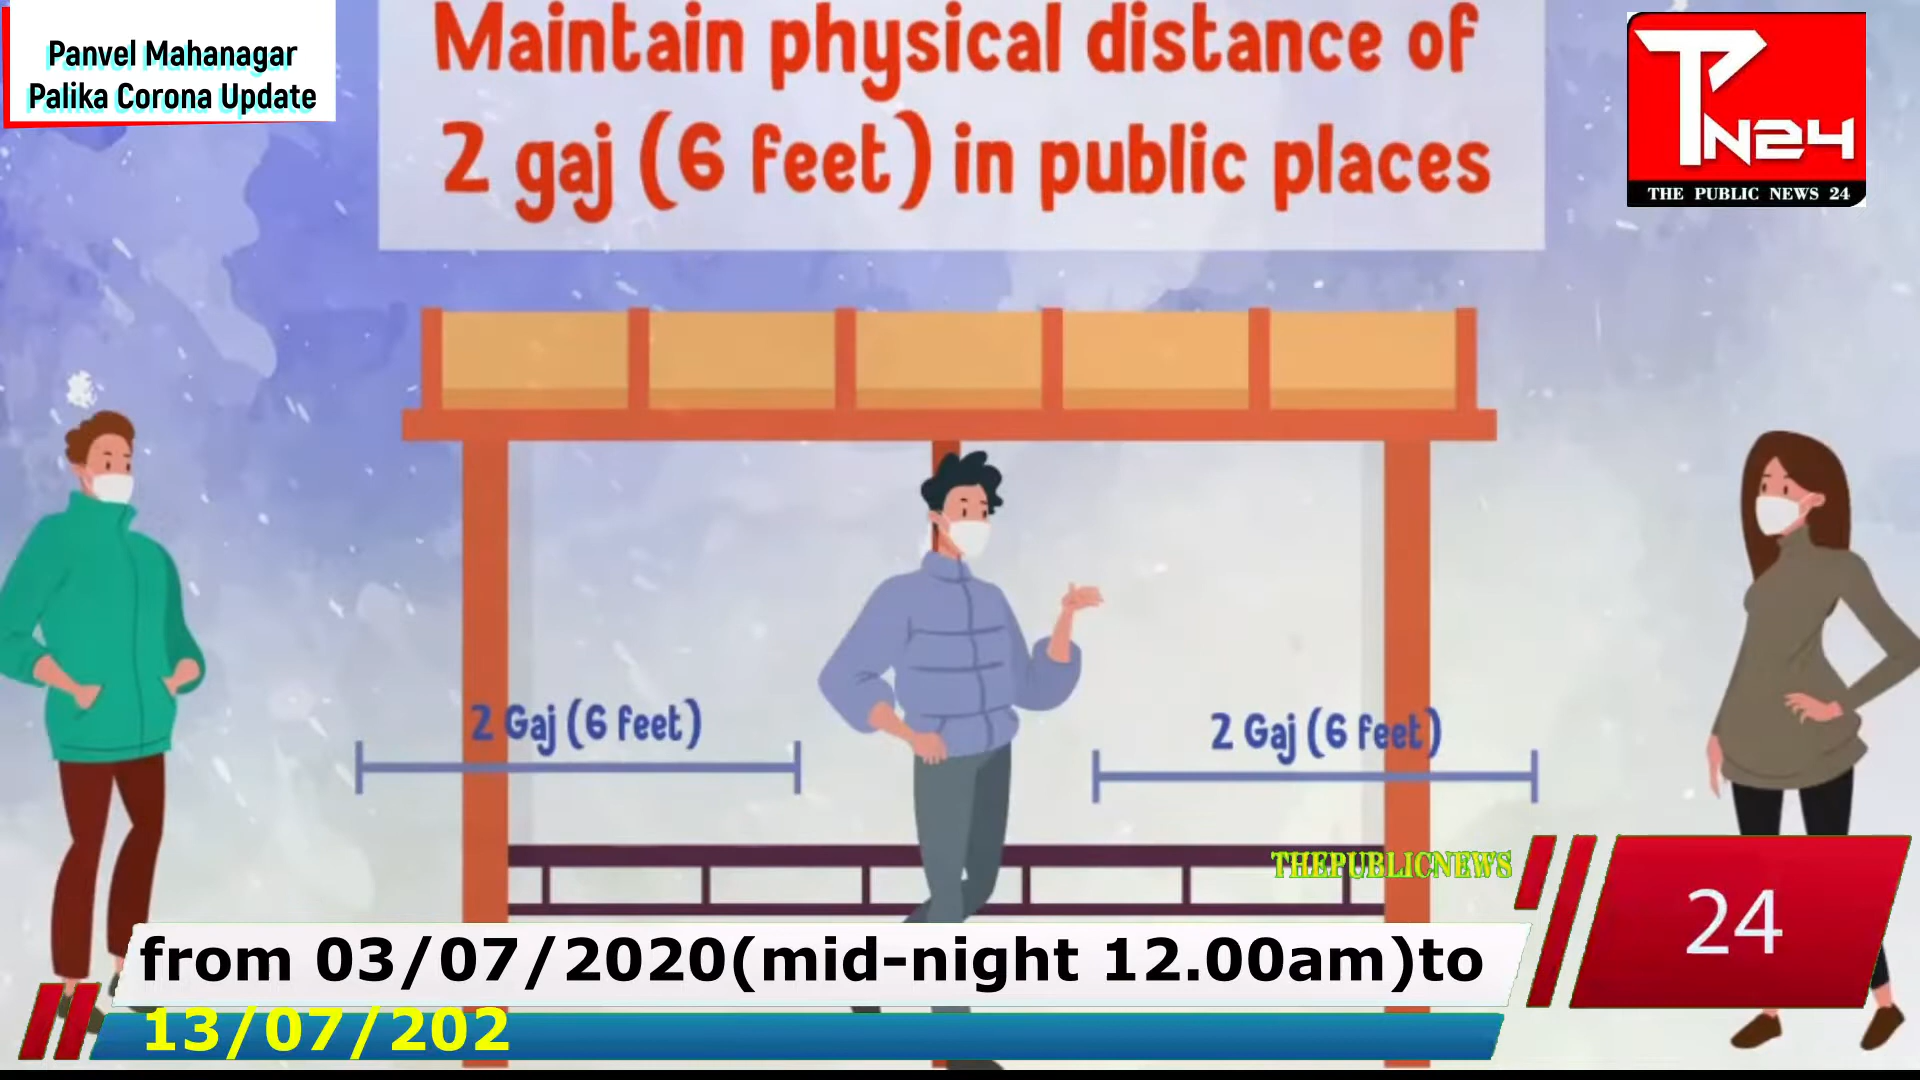 Panvel Mahanagar
Palika Corona Update
Maintain physical distance of
2 gaj (6 feet) in public places
TPN24
THE PUBLIC NEWS 24
2 Gaj (6 feet)
2 Gaj (6 feet)
THEPUBLICNEWS
24
from 03/07/2020(mid-night 12.00am)to
13/07/202